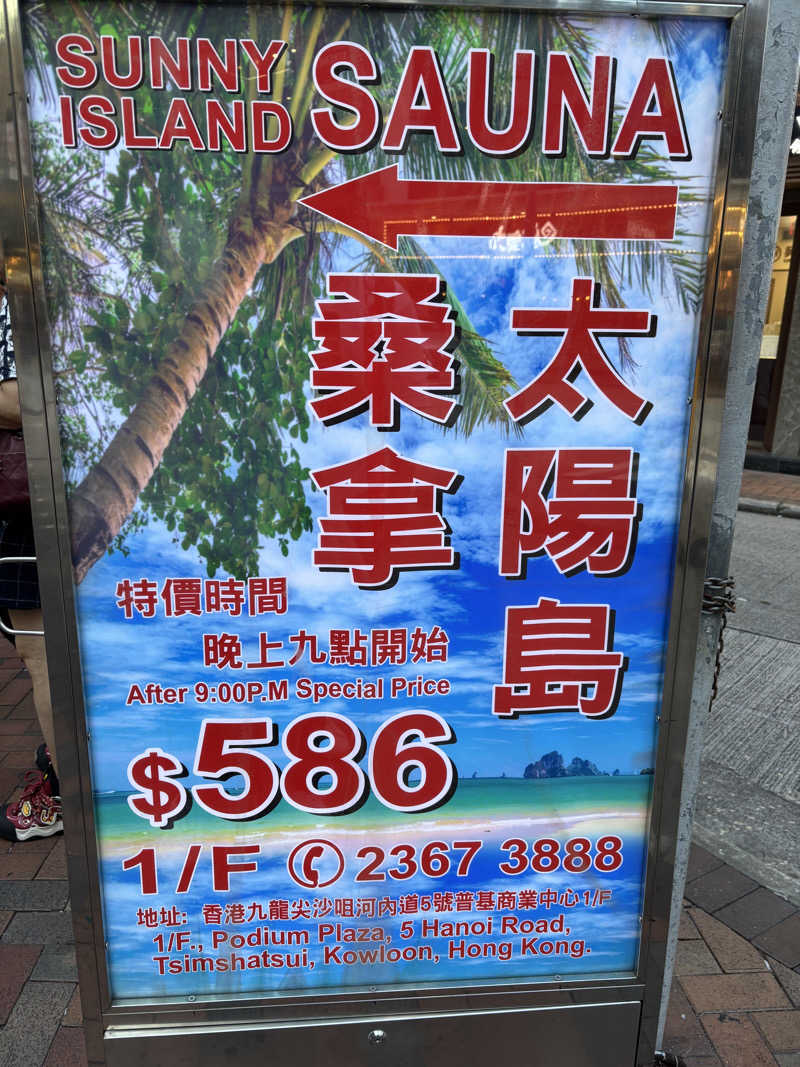 SUNNY ISLAND SAUNA
太陽島
桑拿
特價時間
晚上九點開始
After 9:00P.M Special Price
$586
1/F 2367 3888
地址: 香港九龍尖沙咀河內道5號普基商業中心1/F
1/F., Podium Plaza, 5 Hanoi Road,
Tsimshatsui, Kowloon, Hong Kong.